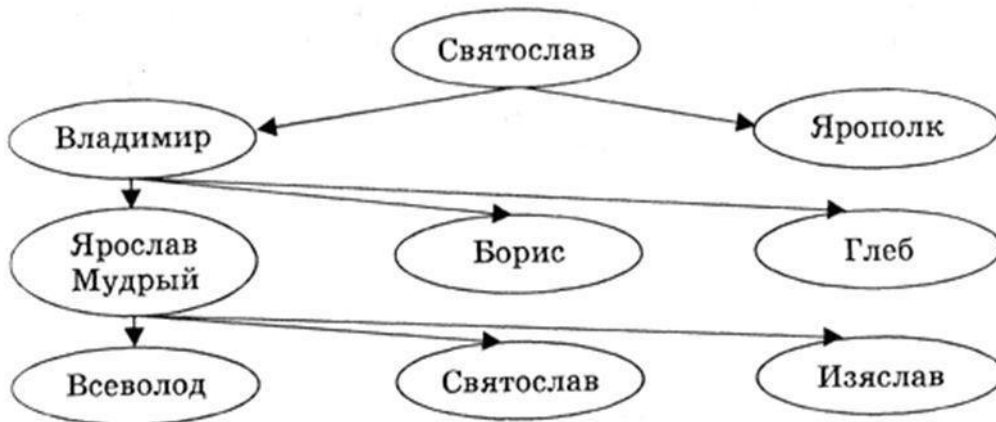 Святослав
Владимир
Ярополк
Ярослав
Мудрый
Борис
Глеб
Всеволод
Святослав
Изяслав